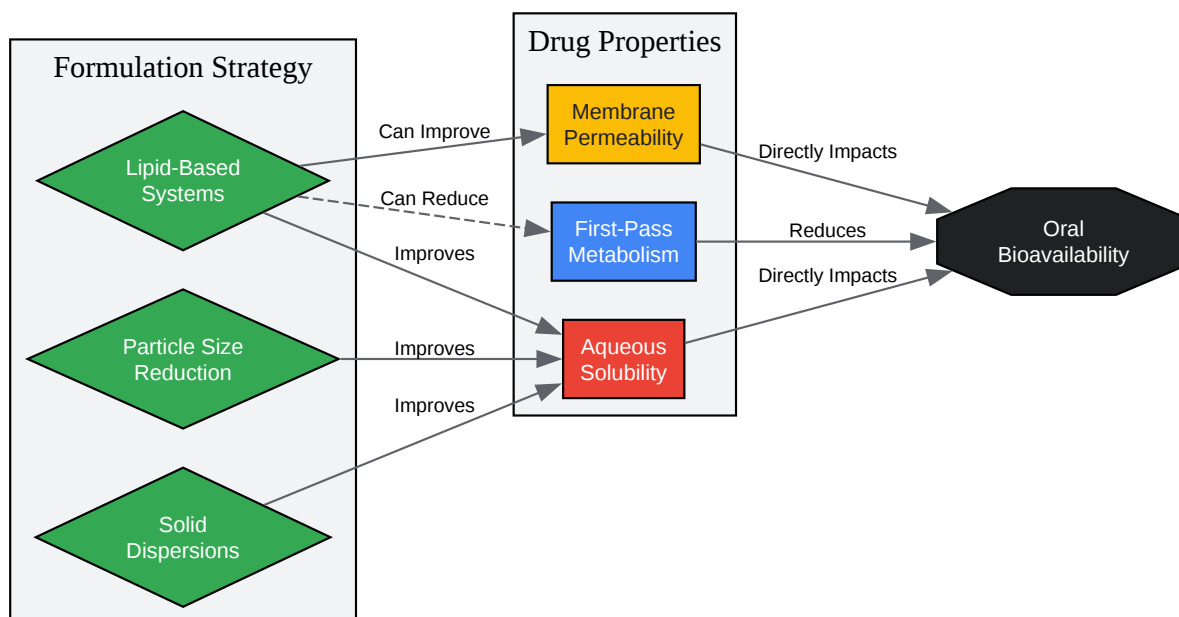 Formulation Strategy
Lipid-Based
Systems
Particle Size
Reduction
Solid
Dispersions
Can Improve
Can Reduce
Improves
Improves
Improves
Drug Properties
Membrane
Permeability
First-Pass
Metabolism
Aqueous
Solubility
Directly Impacts
Reduces
Directly Impacts
Oral
Bioavailability